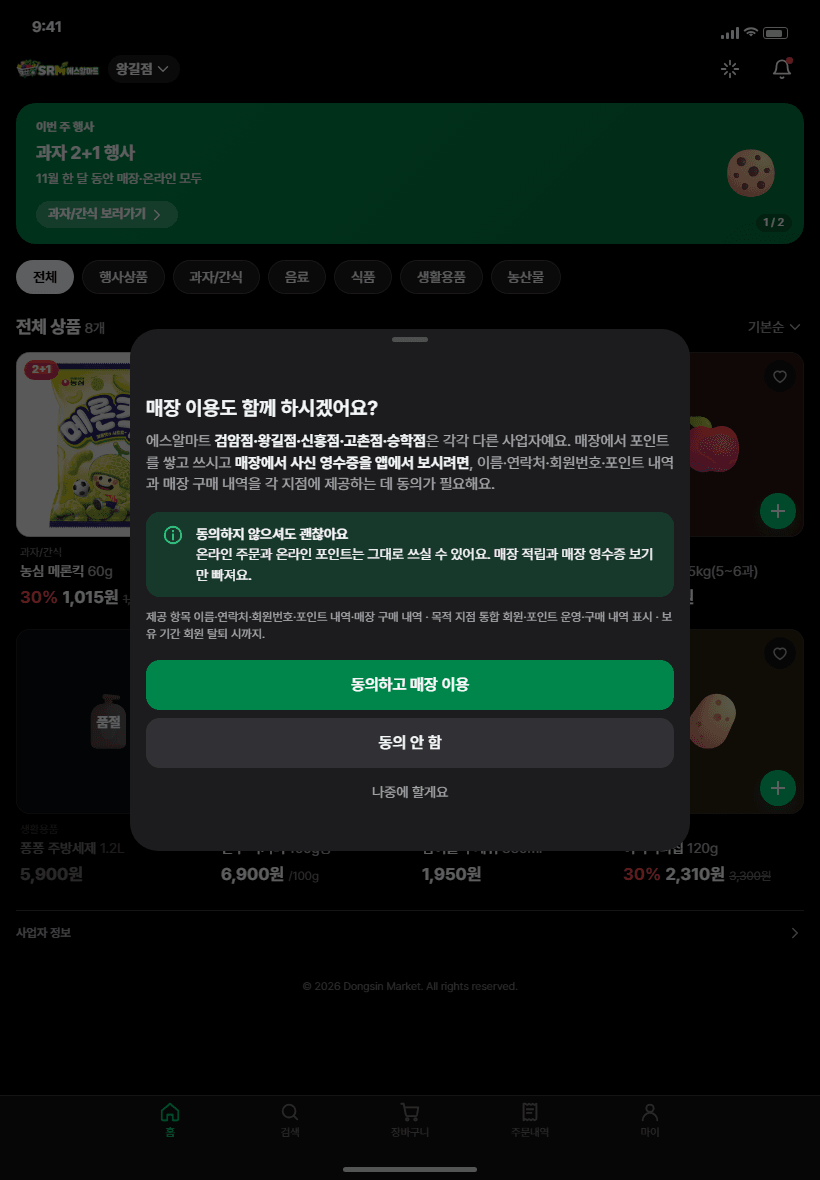 9:41
SRM에스알마트
왕길점
이번 주 행사
과자 2+1 행사
11월 한 달 동안 매장·온라인 모두
과자/간식 보러가기
1 / 2
전체
행사상품
과자/간식
음료
식품
생활용품
농산물
전체 상품 8개
기본순
2+1
농심
매장 이용도 함께 하시겠어요?
에스알마트 검암점·왕길점·신흥점·고촌점·승학점은 각각 다른 사업자예요. 매장에서 포인트
를 쌓고 쓰시고 매장에서 사신 영수증을 앱에서 보시려면, 이름·연락처·회원번호·포인트 내역
과 매장 구매 내역을 각 지점에 제공하는 데 동의가 필요해요.
동의하지 않으셔도 괜찮아요
온라인 주문과 온라인 포인트는 그대로 쓰실 수 있어요. 매장 적립과 매장 영수증 보기
만 빠져요.
제공 항목 이름·연락처·회원번호·포인트 내역·매장 구매 내역 · 목적 지점 통합 회원·포인트 운영·구매 내역 표시 · 보
유 기간 회원 탈퇴 시까지.
동의하고 매장 이용
동의 안 함
나중에 할게요
과자/간식
농심 메론킥 60g
30% 1,015원
5kg(5~6과)
품절
생활용품
퐁퐁 주방세제 1.2L
5,900원
6,900원 /100g
1,950원
120g
30% 2,310원 3,300원
사업자 정보
© 2026 Dongsin Market. All rights reserved.
홈
검색
장바구니
주문내역
마이